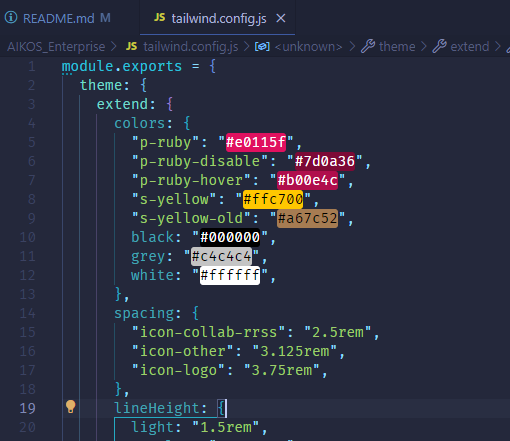 README.md M JS tailwind.config.js ×
AIKOS_Enterprise > JS tailwind.config.js > <unknown> > theme > extend >
1 module.exports = {
2 theme: {
3 extend: {
4 colors: {
5 "p-ruby": "#e0115f",
6 "p-ruby-disable": "#7d0a36",
7 "p-ruby-hover": "#b00e4c",
8 "s-yellow": "#ffc700",
9 "s-yellow-old": "#a67c52",
10 black: "#000000",
11 grey: "#c4c4c4",
12 white: "#ffffff",
13 },
14 spacing: {
15 "icon-collab-rrss": "2.5rem",
16 "icon-other": "3.125rem",
17 "icon-logo": "3.75rem",
18 },
19 lineHeight: {
20 light: "1.5rem",